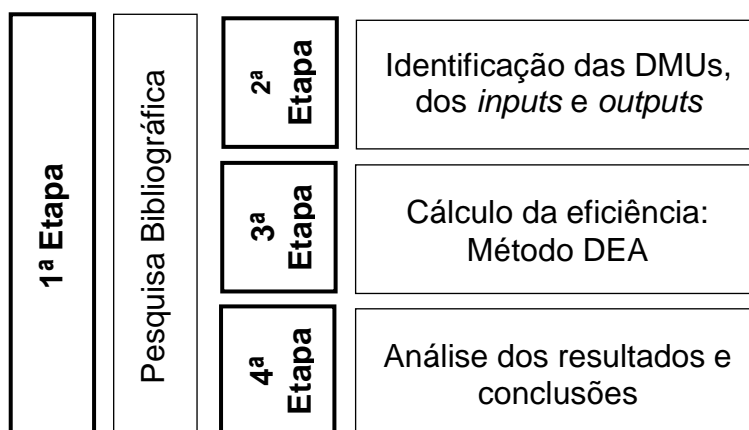 1ª Etapa
Pesquisa Bibliográfica
2ª
Etapa
Identificação das DMUs,
dos inputs e outputs
3ª
Etapa
Cálculo da eficiência:
Método DEA
4ª
Etapa
Análise dos resultados e
conclusões